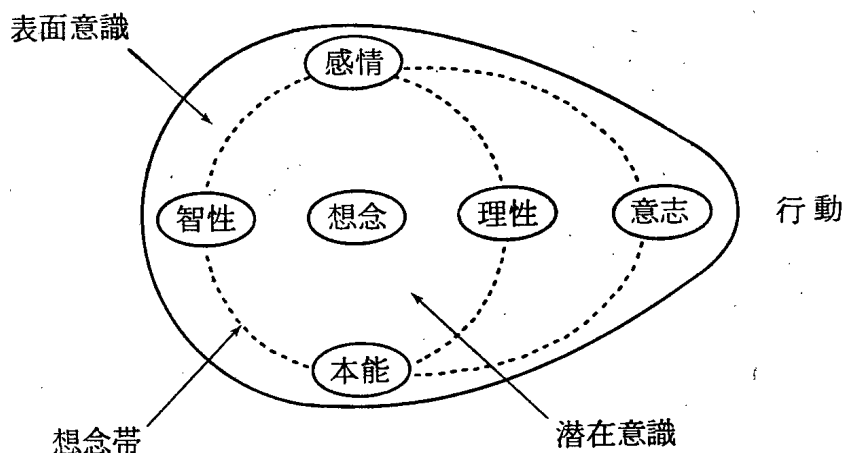 表面意識
感情
智性
想念
理性
意志
行動
本能
想念帯
潜在意識